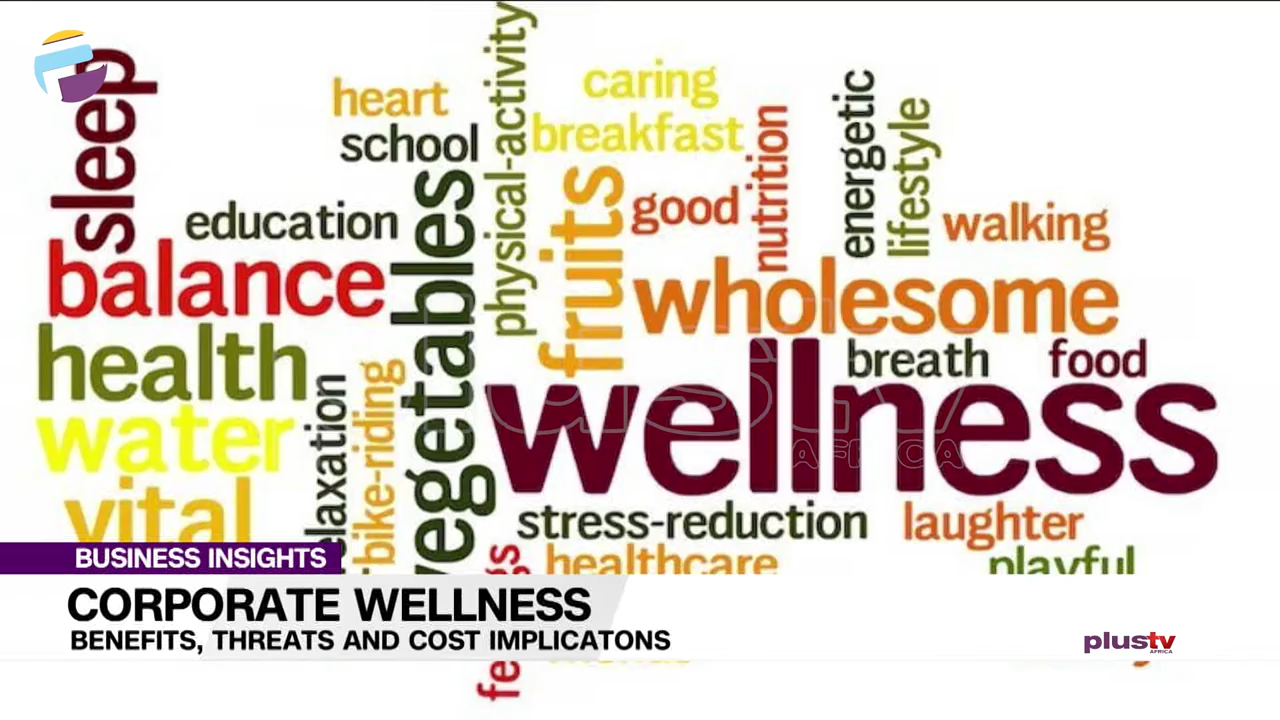 sleep
heart
school
physical-activity
caring
breakfast
nutrition
energetic
lifestyle
education
vegetables
fruits
good
walking
balance
wholesome
health
breath
food
water
relaxation
bike-riding
wellness
vital
stress-reduction
laughter
healthcare
playful
BUSINESS INSIGHTS
CORPORATE WELLNESS
BENEFITS, THREATS AND COST IMPLICATONS
plustv
AFRICA
AFRICA